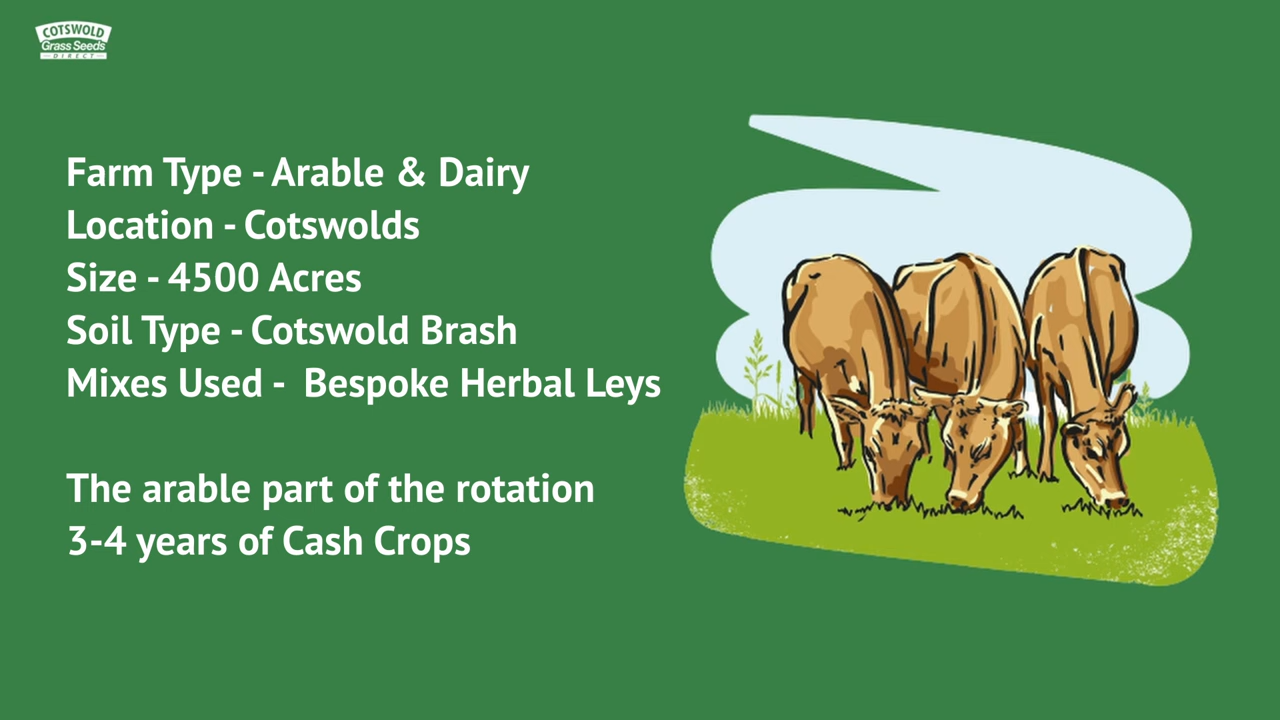 COTSWOLD
Grass Seeds
DIRECT
Farm Type - Arable & Dairy
Location - Cotswolds
Size - 4500 Acres
Soil Type - Cotswold Brash
Mixes Used -  Bespoke Herbal Leys
The arable part of the rotation
3-4 years of Cash Crops